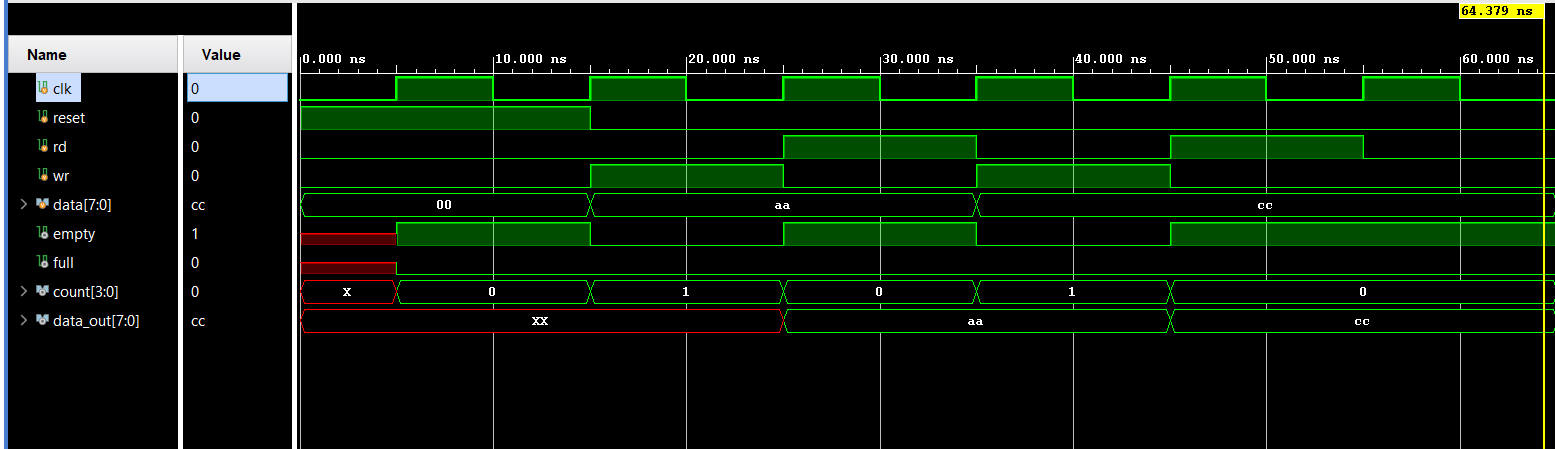 64.379 ns
Name Value
0.000 ns 10.000 ns 20.000 ns 30.000 ns 40.000 ns 50.000 ns 60.000 ns
clk 0
reset 0
rd 0
wr 0
data[7:0] cc 00 aa cc
empty 1
full 0
count[3:0] 0 X 0 1 0 1 0
data_out[7:0] cc XX aa cc